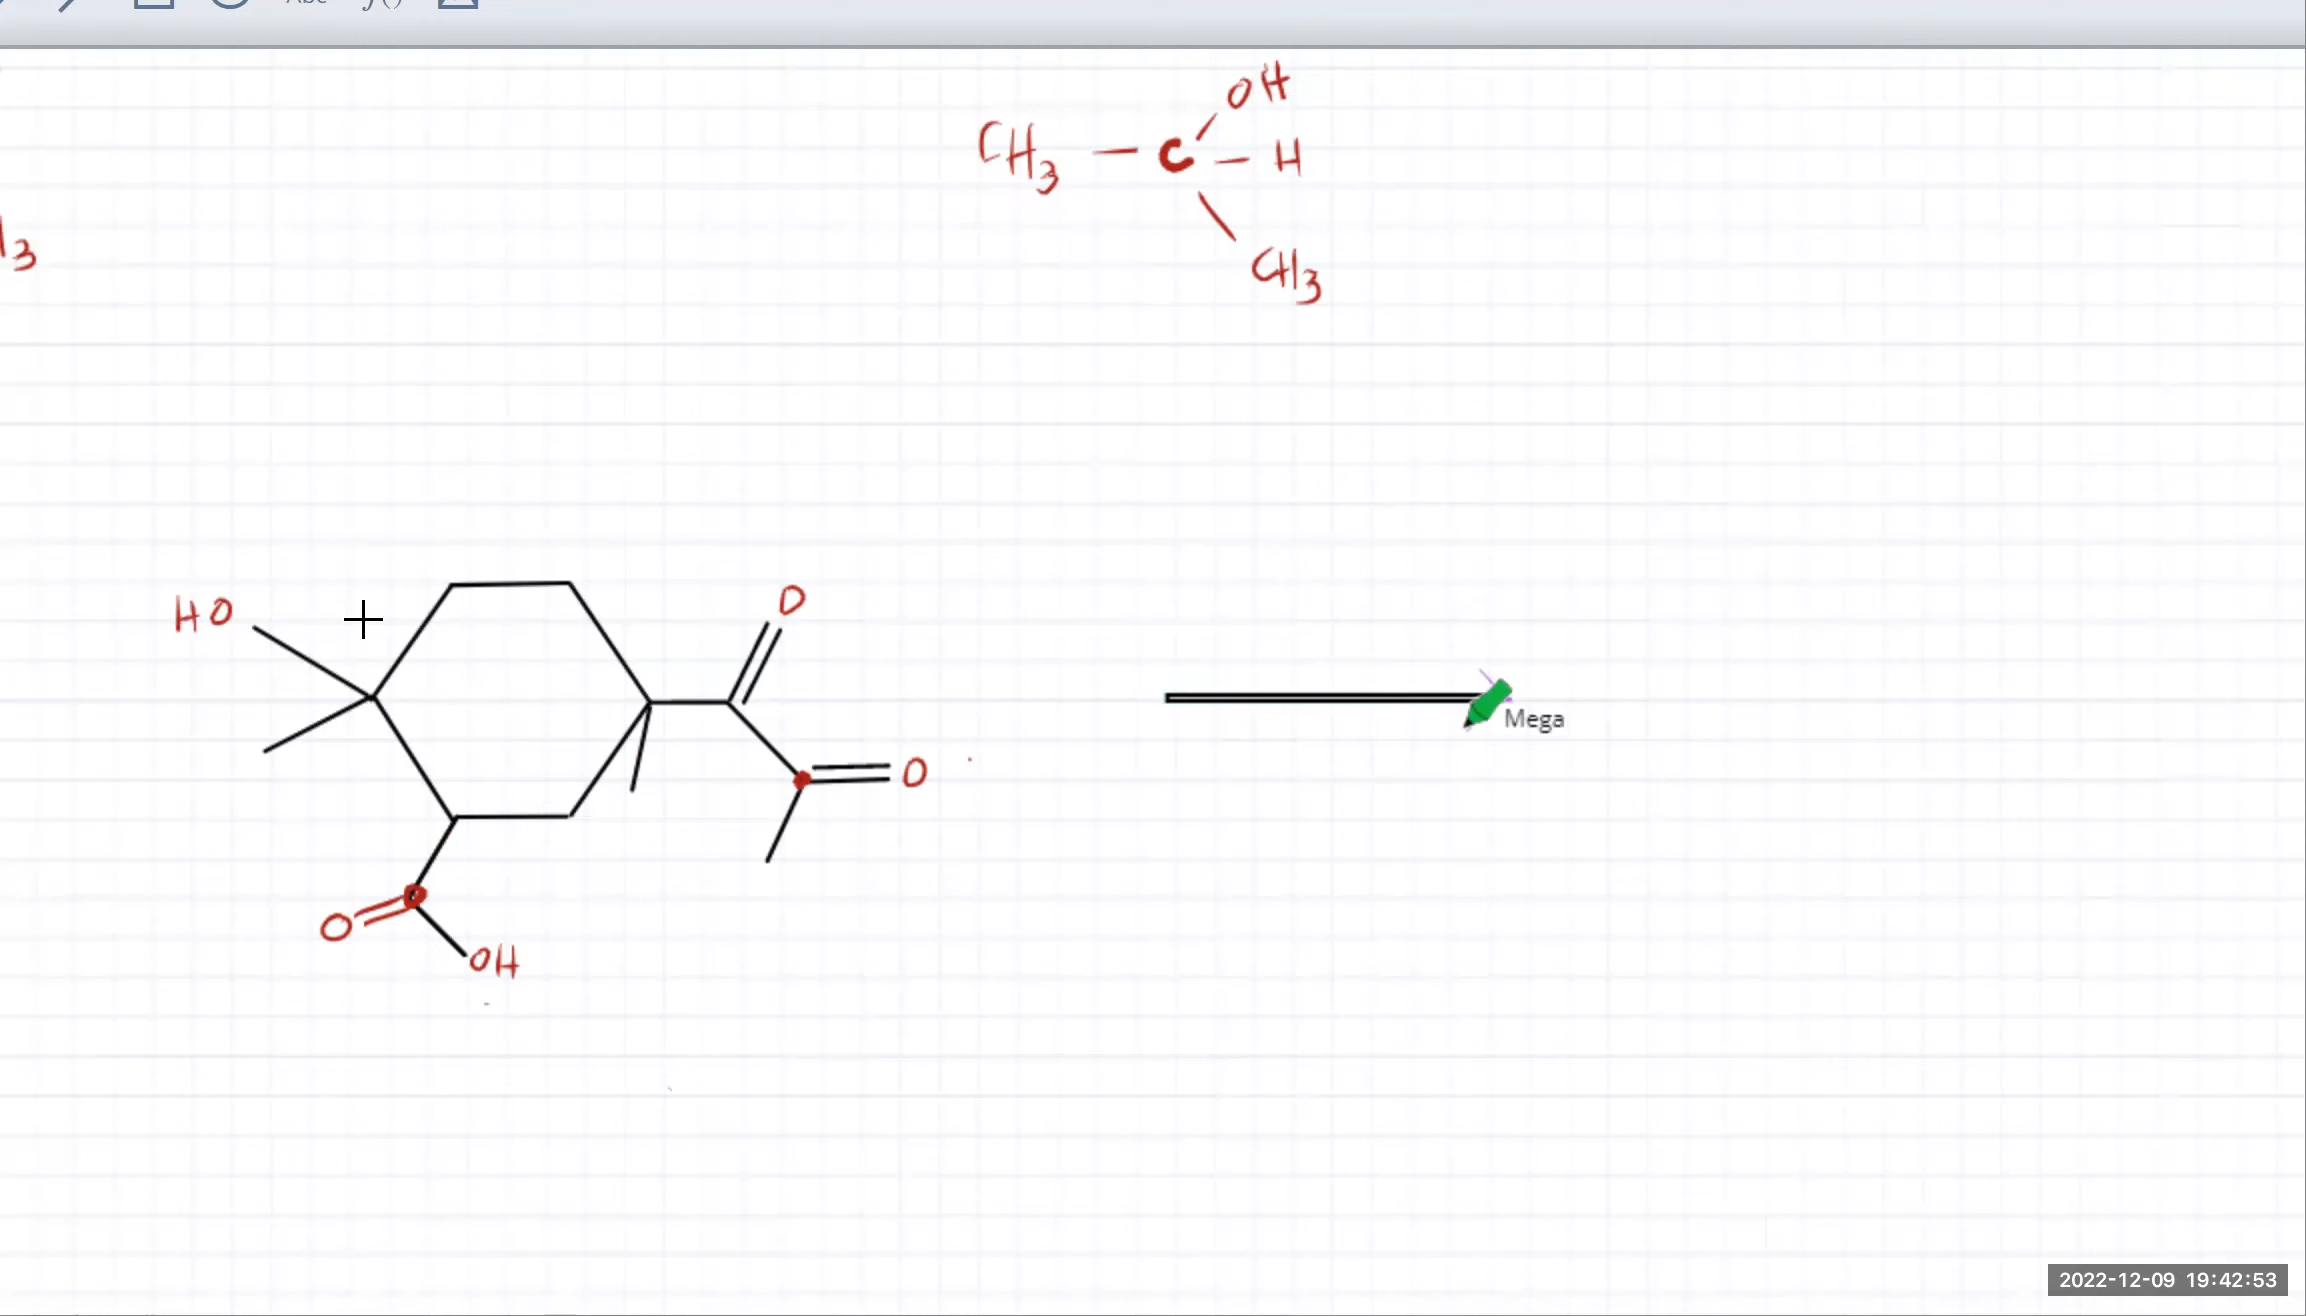 OH
CH3 — C — H
CH3
HO
O
O
O
OH
Mega
2022-12-09 19:42:53